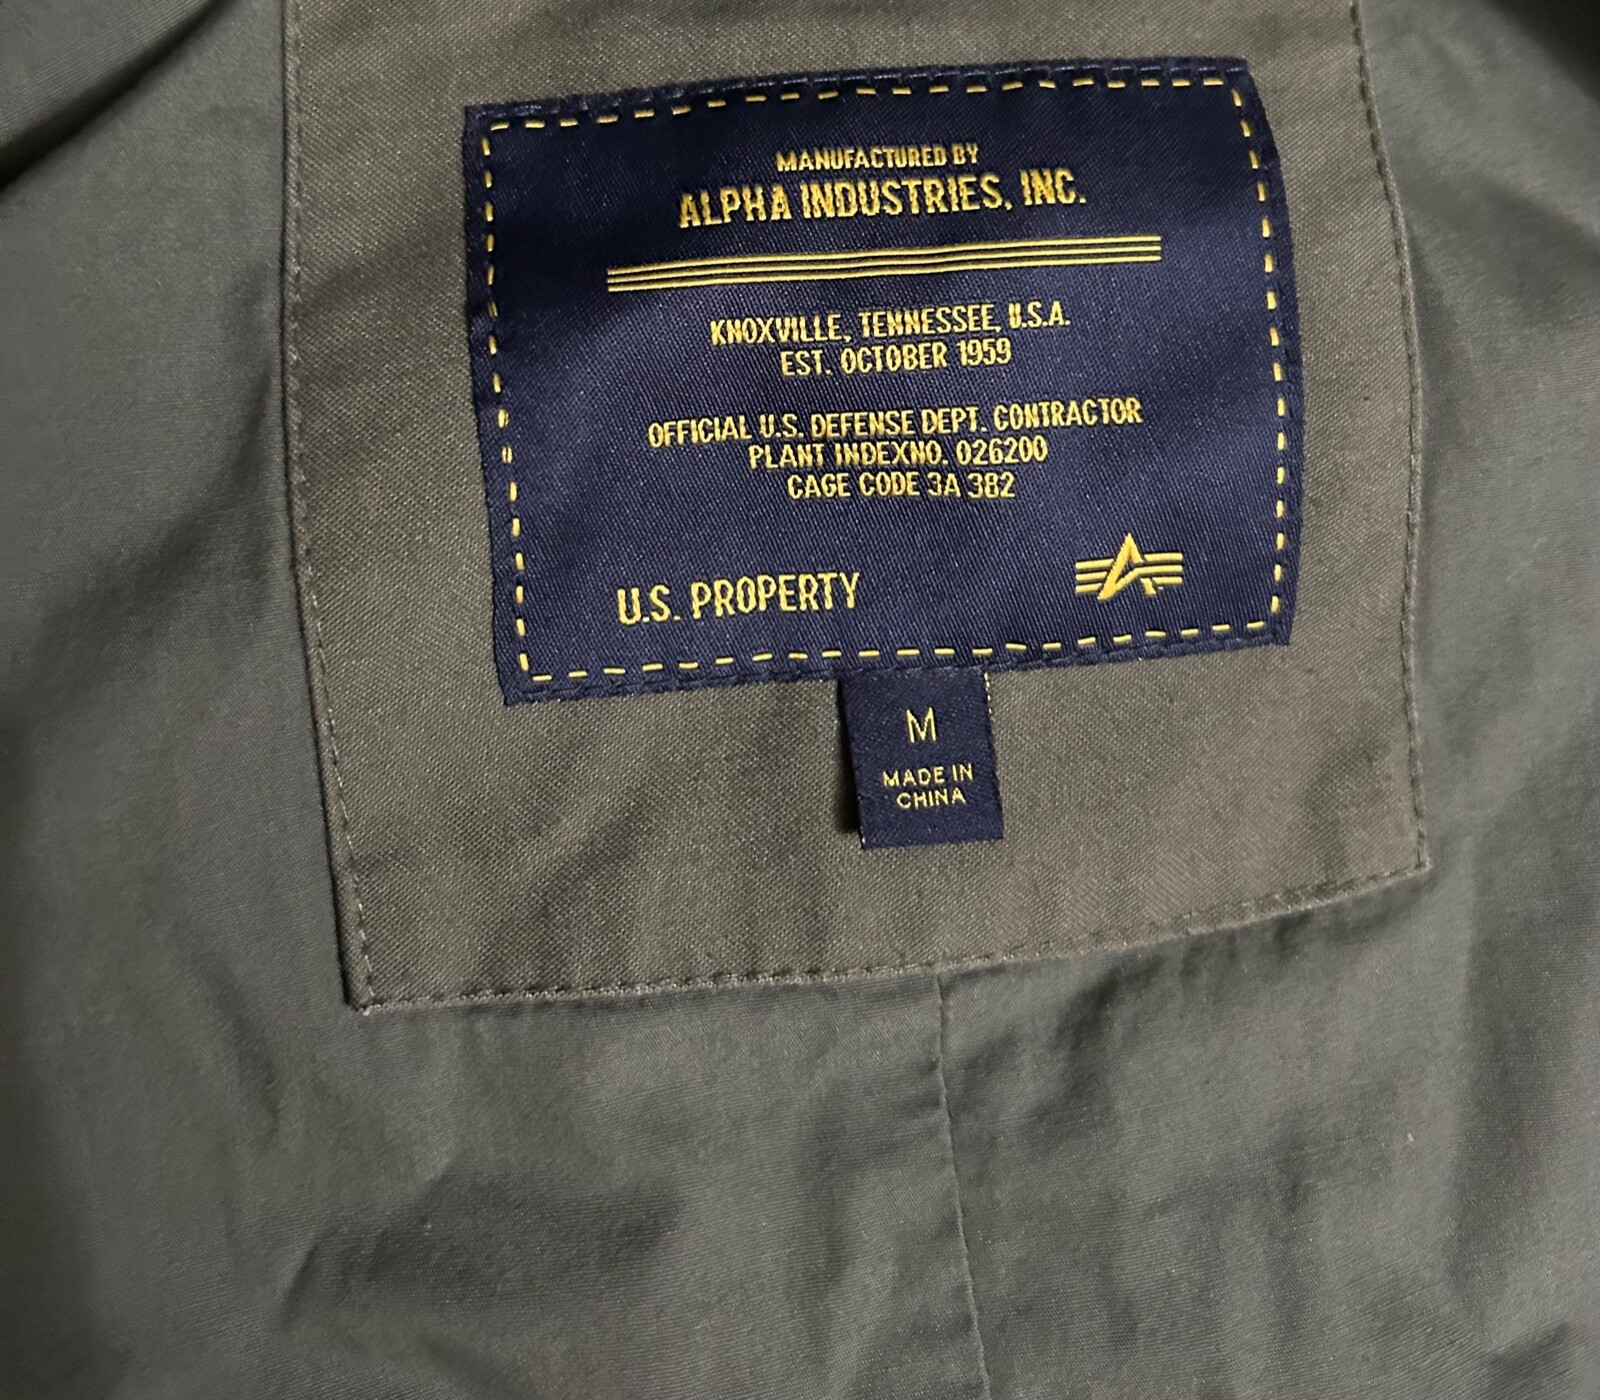 MANUFACTURED BY
ALPHA INDUSTRIES, INC.
KNOXVILLE, TENNESSEE, U.S.A.
EST. OCTOBER 1959
OFFICIAL U.S. DEFENSE DEPT. CONTRACTOR
PLANT INDEXNO. 026200
CAGE CODE 3A 382
U.S. PROPERTY
M
MADE IN
CHINA